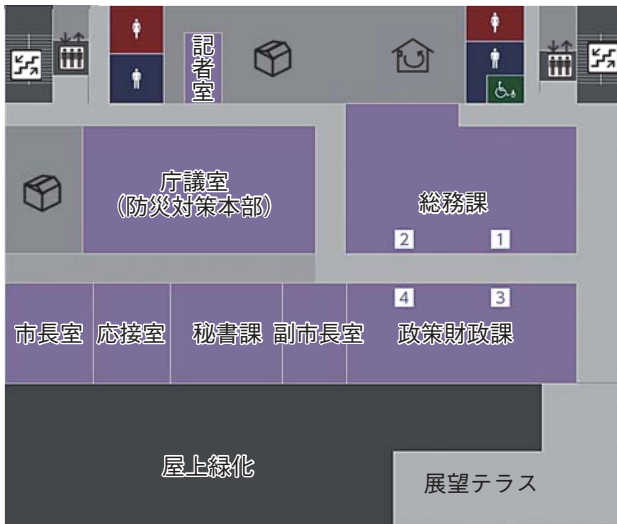 記者室
庁議室
(防災対策本部)
総務課
2
1
4
3
市長室
応接室
秘書課
副市長室
政策財政課
屋上緑化
展望テラス